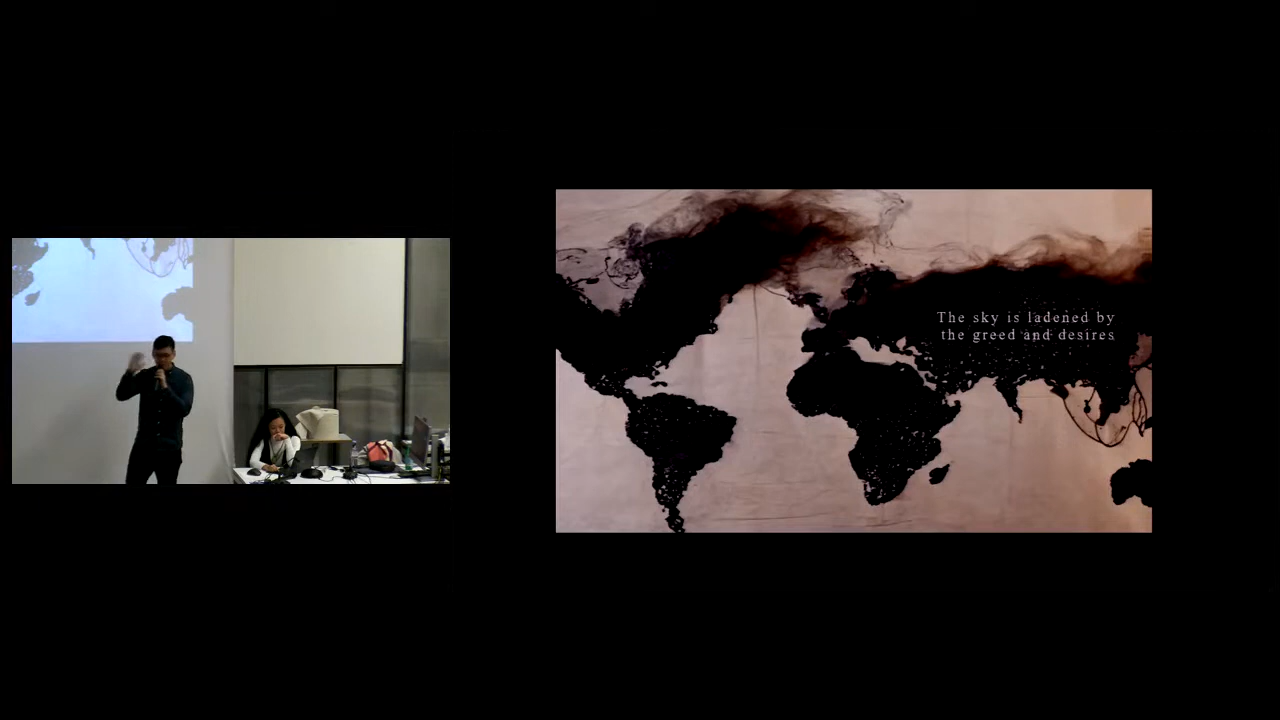 The sky is ladened by
the greed and desires